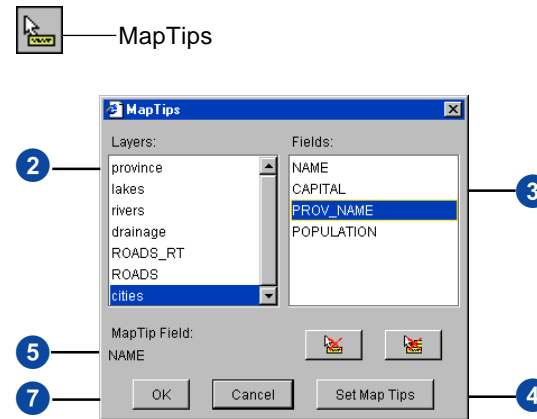 MapTips
MapTips
Layers:
Fields:
2
province
lakes
rivers
drainage
ROADS_RT
ROADS
cities
NAME
CAPITAL
PROV_NAME
POPULATION
3
MapTip Field:
5
NAME
7
OK
Cancel
Set Map Tips
4